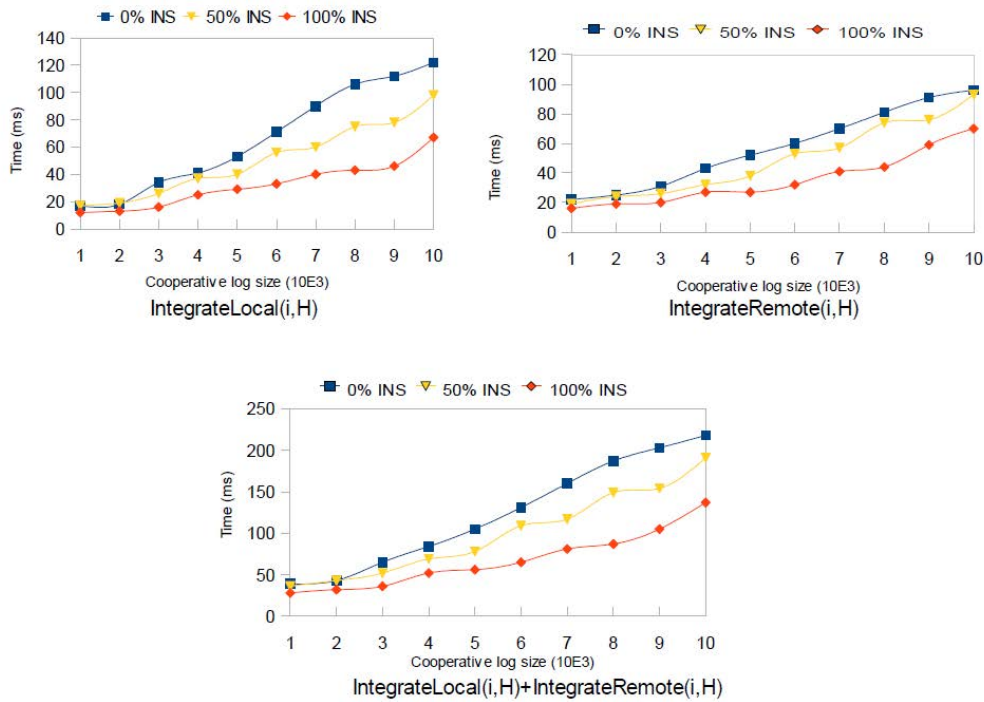 0% INS 50% INS 100% INS
140
120
100
80
60
40
20
0
Time (ms)
1 2 3 4 5 6 7 8 9 10
Cooperative log size (10E3)
IntegrateLocal(i,H)
0% INS 50% INS 100% INS
120
100
80
60
40
20
0
Time (ms)
1 2 3 4 5 6 7 8 9 10
Cooperative log size (10E3)
IntegrateRemote(i,H)
0% INS 50% INS 100% INS
250
200
150
100
50
0
Time (ms)
1 2 3 4 5 6 7 8 9 10
Cooperative log size (10E3)
IntegrateLocal(i,H)+IntegrateRemote(i,H)